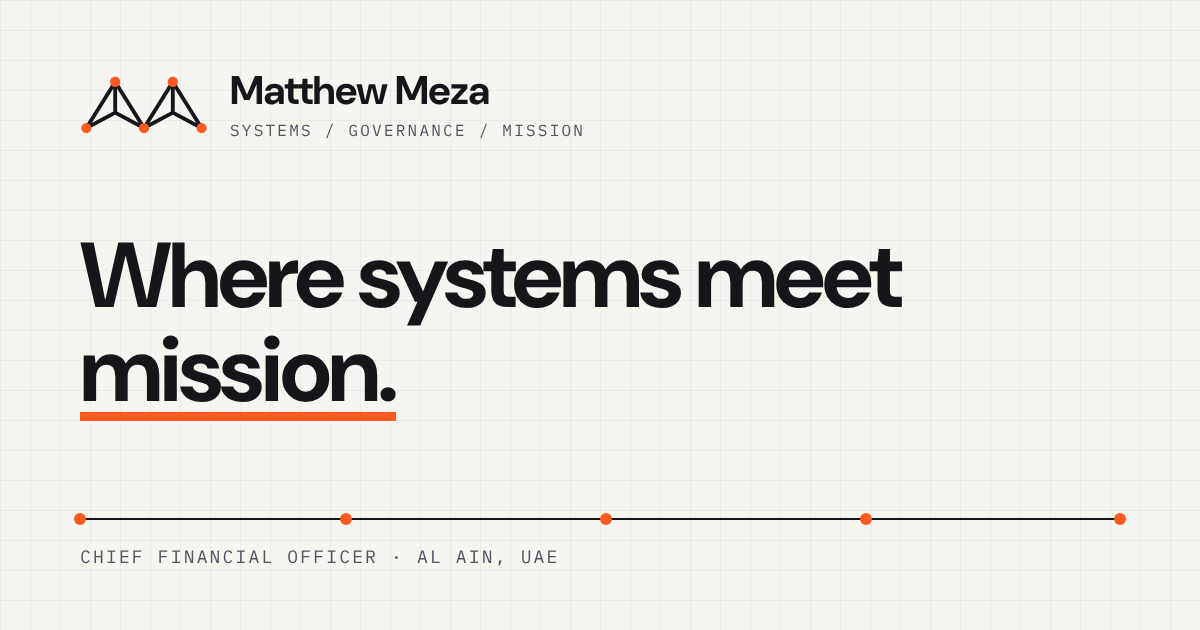 Matthew Meza
SYSTEMS / GOVERNANCE / MISSION
Where systems meet
mission.
CHIEF FINANCIAL OFFICER · AL AIN, UAE